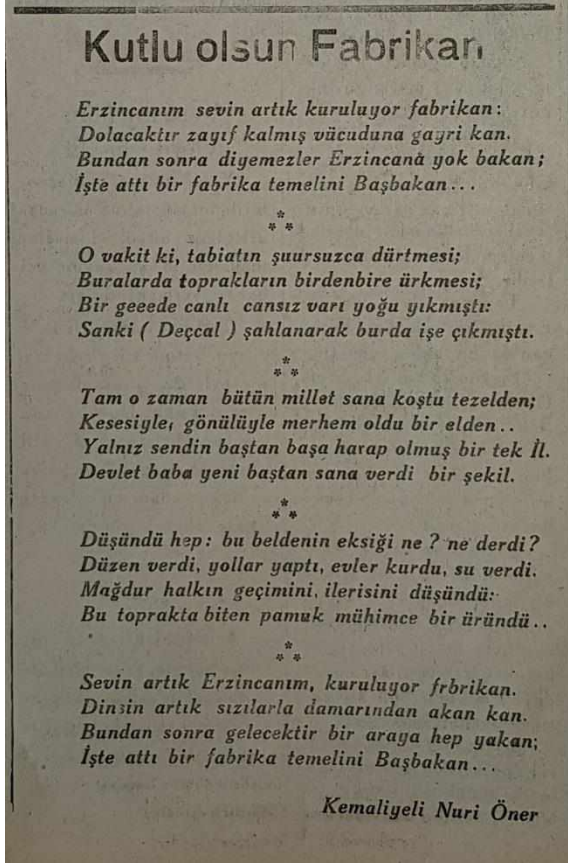 Kutlu olsun Fabrikan
Erzincanım sevin artık kuruluyor fabrikan:
Dolacaktır zayıf kalmış vücuduna gayri kan.
Bundan sonra diyemezler Erzincanà yok bakan;
İşte attı bir fabrika temelini Başbakan...
* * *
O vakit ki, tabiatın şuursuzca dürtmesi;
Buralarda toprakların birdenbire ürkmesi;
Bir geeede canlı cansız varı yoğu yıkmıştı:
Sanki ( Deçcal ) şahlanarak burda işe çıkmıştı.
* * *
Tam o zaman bütün millet sana koştu tezelden;
Kesesiyle, gönülüyle merhem oldu bir elden..
Yalnız sendin baştan başa harap olmuş bir tek İl.
Devlet baba yeni baştan sana verdi bir şekil.
* * *
Düşündü hep: bu beldenin eksiği ne ? ne derdi?
Düzen verdi, yollar yaptı, evler kurdu, su verdi.
Mağdur halkın geçimini, ilerisini düşündü:
Bu toprakta biten pamuk mühimce bir üründü..
* * *
Sevin artık Erzincanım, kuruluyor frbrikan.
Dinsin artık sızılarla damarından akan kan.
Bundan sonra gelecektir bir araya hep yakan;
İşte attı bir fabrika temelini Başbakan...
Kemaliyeli Nuri Öner